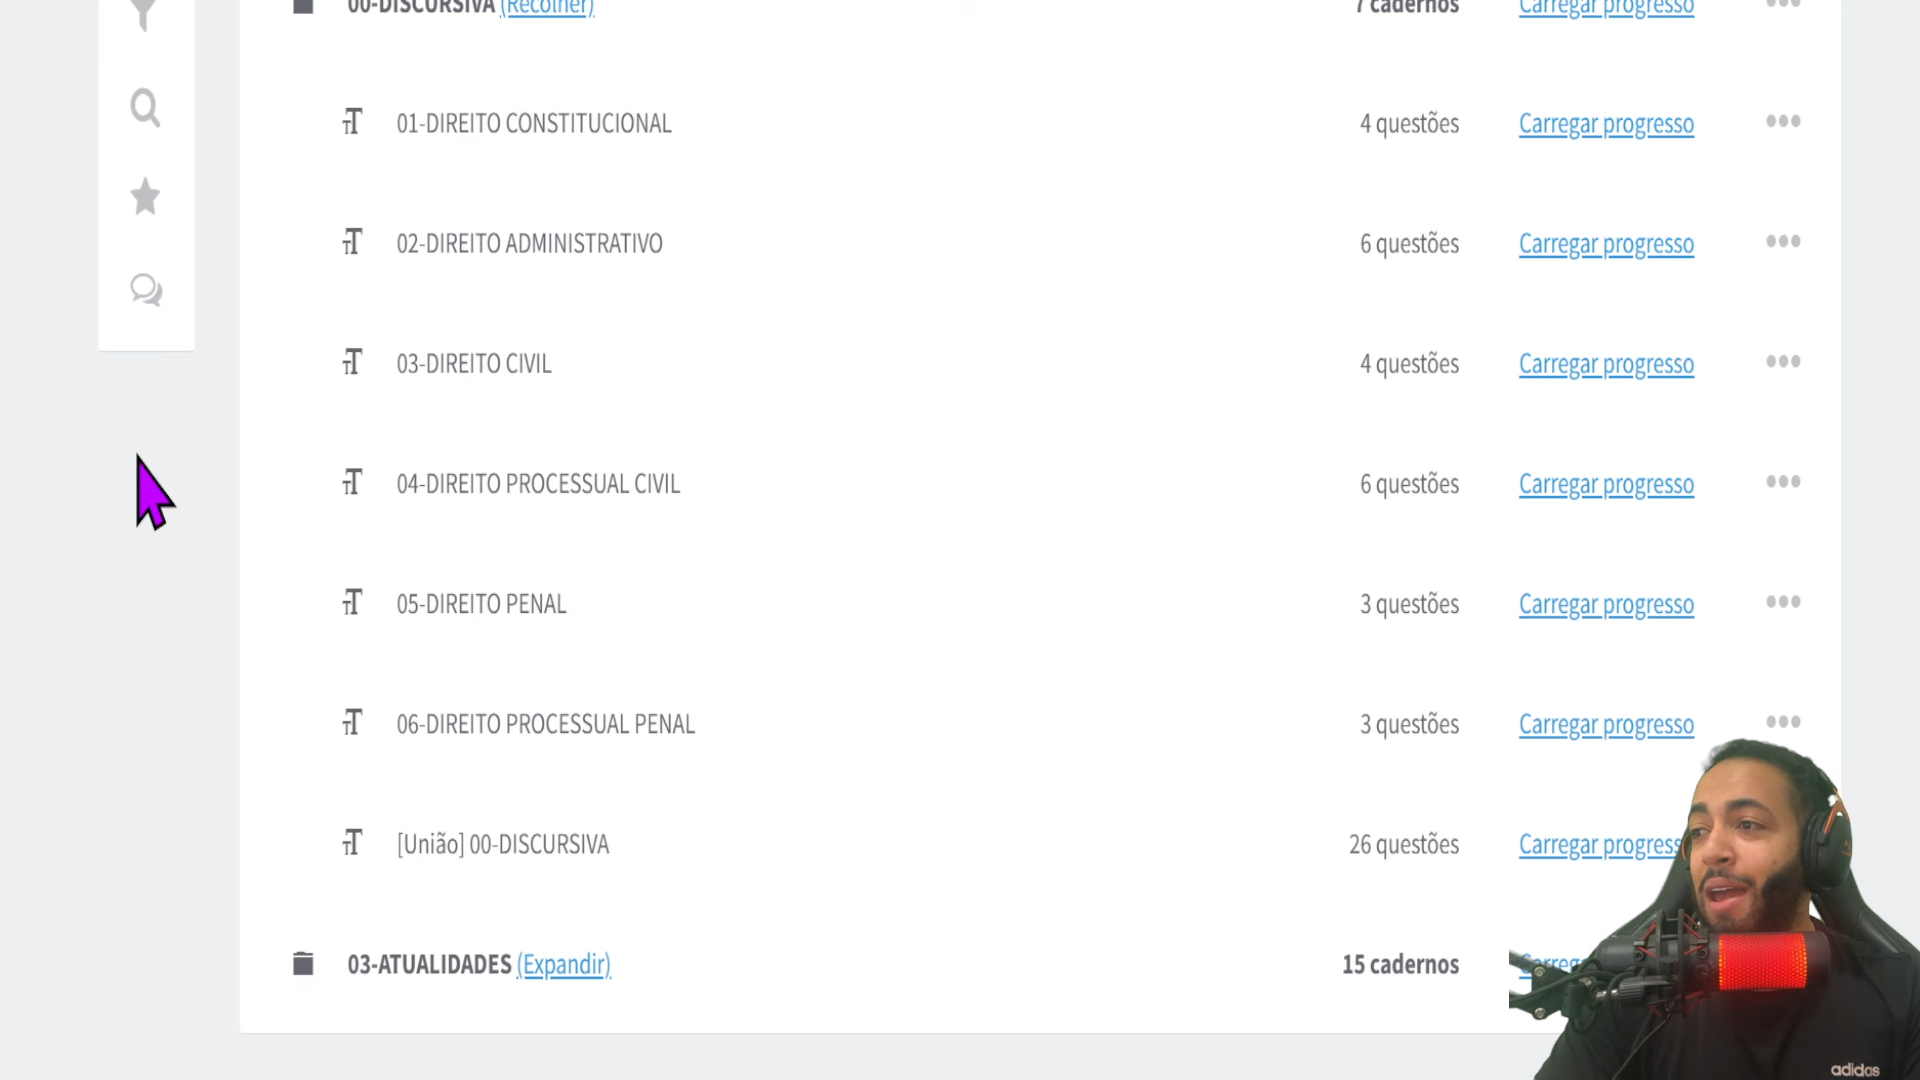 00-DISCURSIVA (Recolher) 7 cadernos Carregar progresso
01-DIREITO CONSTITUCIONAL 4 questões Carregar progresso
02-DIREITO ADMINISTRATIVO 6 questões Carregar progresso
03-DIREITO CIVIL 4 questões Carregar progresso
04-DIREITO PROCESSUAL CIVIL 6 questões Carregar progresso
05-DIREITO PENAL 3 questões Carregar progresso
06-DIREITO PROCESSUAL PENAL 3 questões Carregar progresso
[União] 00-DISCURSIVA 26 questões Carregar progress
03-ATUALIDADES (Expandir) 15 cadernos
adidas